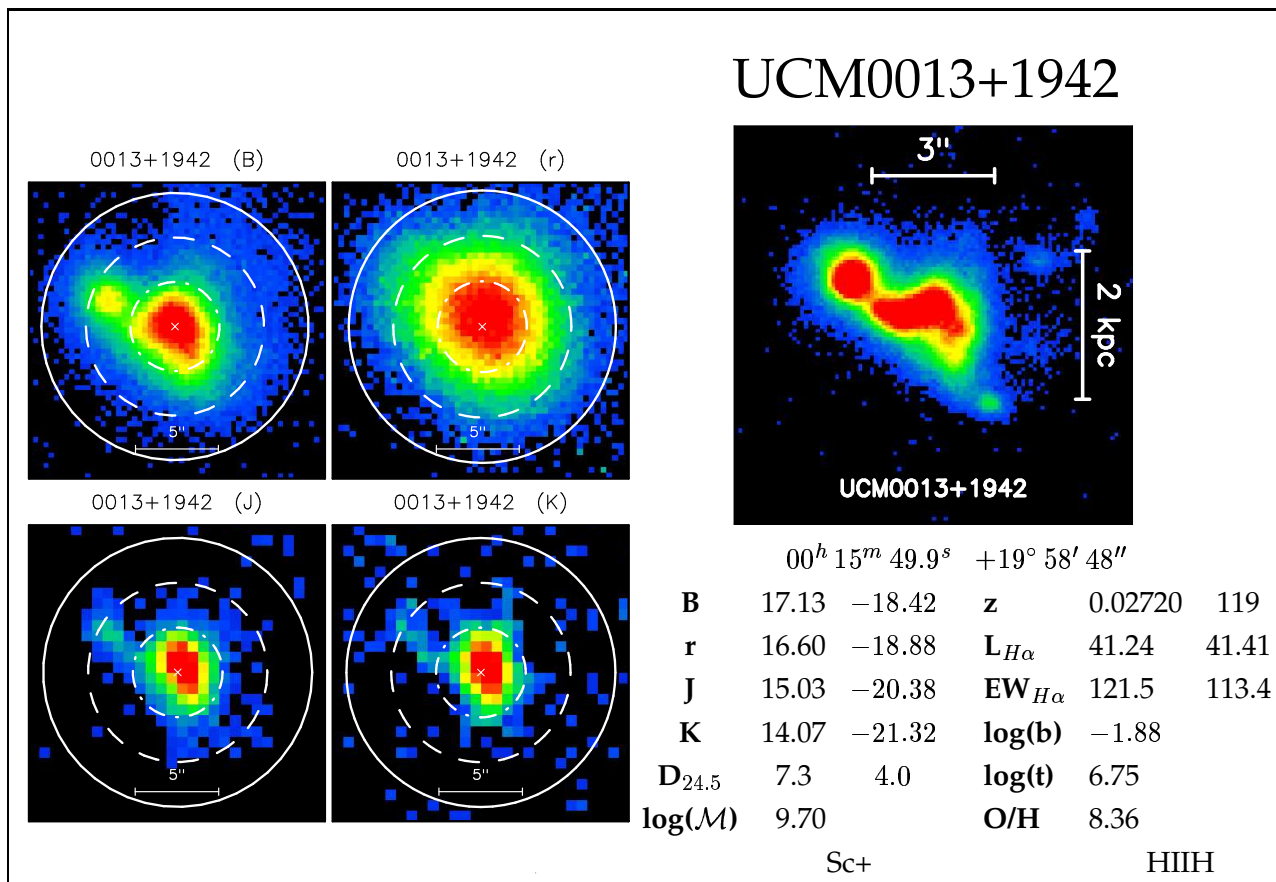 UCM0013+1942
0013+1942 (B)
5"
0013+1942 (r)
5"
0013+1942 (J)
5"
0013+1942 (K)
5"
3"
2 kpc
UCM0013+1942
00h 15m 49.9s +19° 58′ 48″
B 17.13 −18.42 z 0.02720 119
r 16.60 −18.88 LHα 41.24 41.41
J 15.03 −20.38 EWHα 121.5 113.4
K 14.07 −21.32 log(b) −1.88
D24.5 7.3 4.0 log(t) 6.75
log(M) 9.70 O/H 8.36
Sc+ HIIH